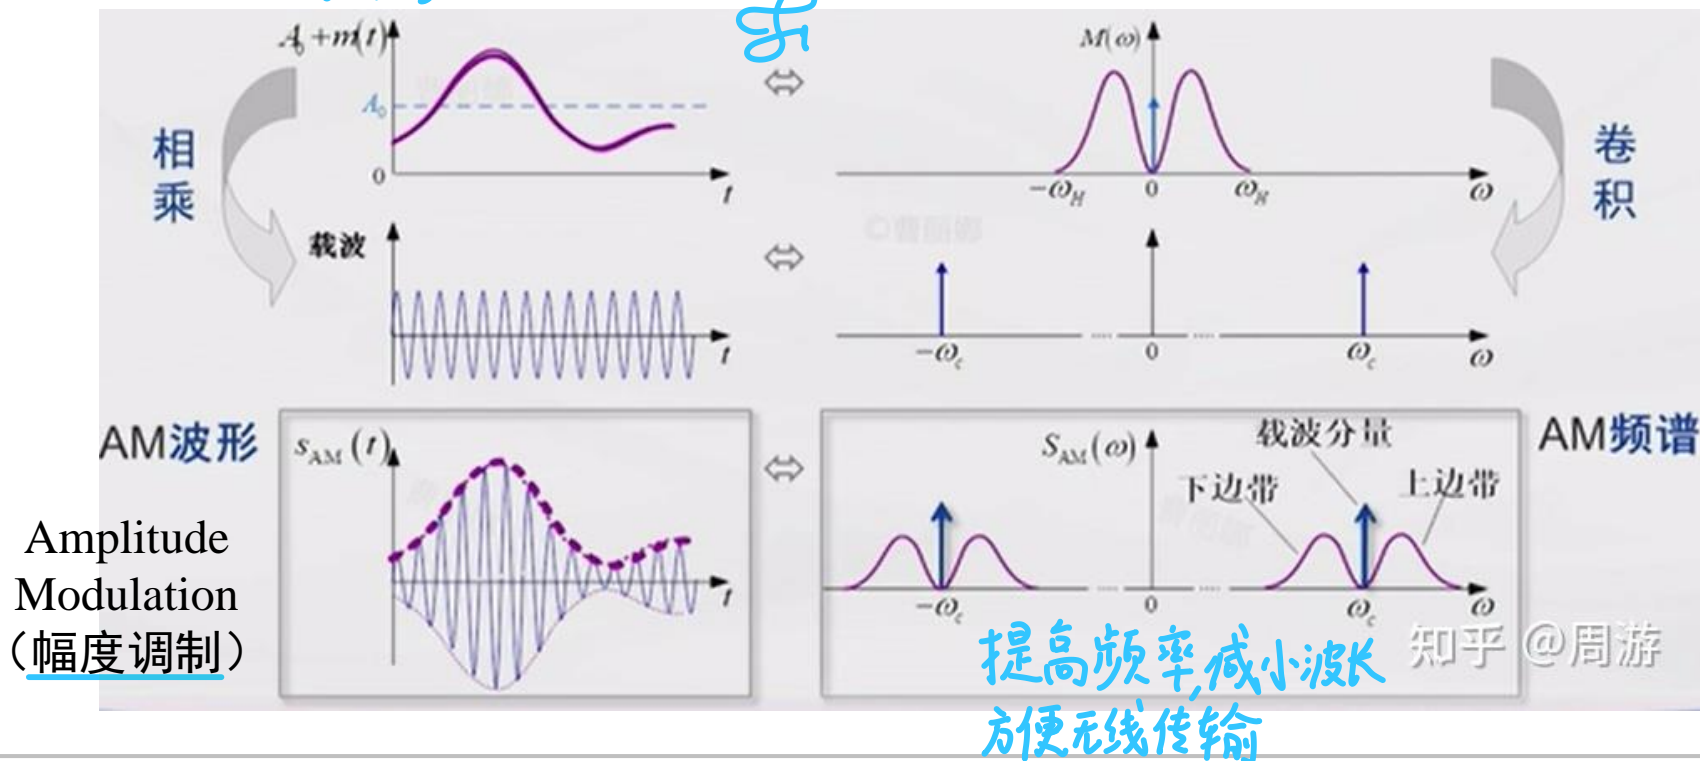 A₀+m(t)
A₀
0
t
M(ω)
−ω_H
0
ω_H
ω
相乘
卷积
载波
t
−ω_c
0
ω_c
ω
©曹丽娜
AM波形
s_AM(t)
t
S_AM(ω)
载波分量
下边带
上边带
−ω_c
0
ω_c
ω
AM频谱
Amplitude
Modulation
（幅度调制）
提高频率,减小波长
方便无线传输
知乎 @周游